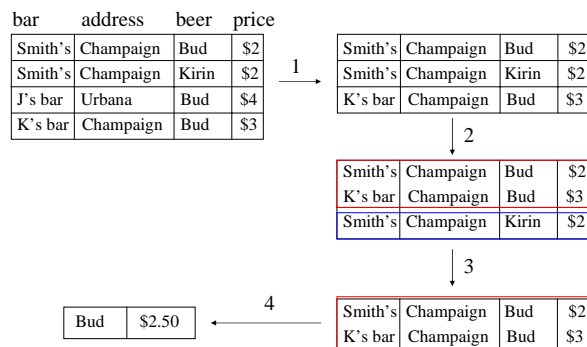 bar address beer price
Smith's Champaign Bud $2
Smith's Champaign Kirin $2
J's bar Urbana Bud $4
K's bar Champaign Bud $3
1
Smith's Champaign Bud $2
Smith's Champaign Kirin $2
K's bar Champaign Bud $3
2
Smith's Champaign Bud $2
K's bar Champaign Bud $3
Smith's Champaign Kirin $2
3
Smith's Champaign Bud $2
K's bar Champaign Bud $3
4
Bud $2.50